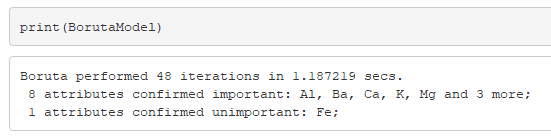 print(BorutaModel)
Boruta performed 48 iterations in 1.187219 secs.
8 attributes confirmed important: Al, Ba, Ca, K, Mg and 3 more;
1 attributes confirmed unimportant: Fe;